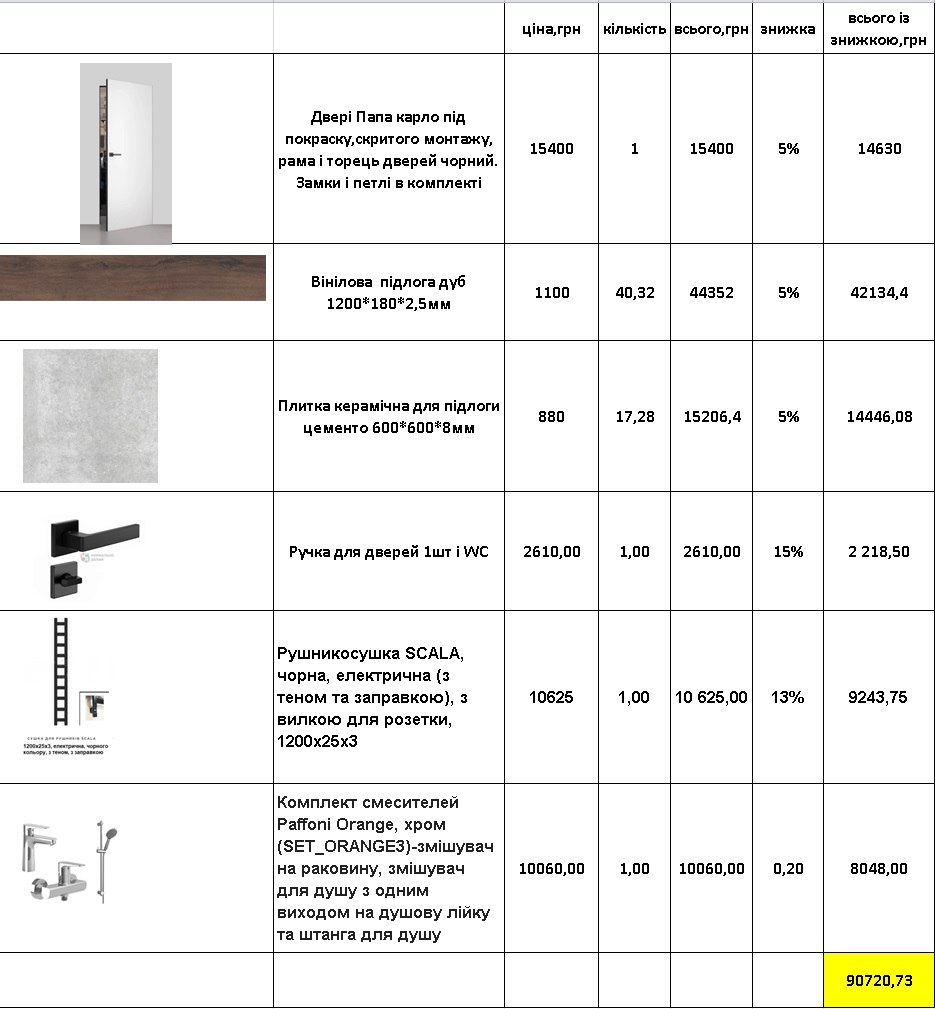 ціна,грн кількість всього,грн знижка всього із
знижкою,грн
Двері Папа карло під
покраску,скритого монтажу,
рама і торець дверей чорний.
Замки і петлі в комплекті
15400 1 15400 5% 14630
Вінілова підлога дуб
1200*180*2,5мм
1100 40,32 44352 5% 42134,4
Плитка керамічна для підлоги
цементо 600*600*8мм
880 17,28 15206,4 5% 14446,08
Ручка для дверей 1шт і WC
2610,00 1,00 2610,00 15% 2 218,50
СУШКА ДЛЯ РУШНИКІВ SCALA
1200х25х3, електрична, чорного
кольору, з теном, з заправкою
Рушникосушка SCALA,
чорна, електрична (з
теном та заправкою), з
вилкою для розетки,
1200х25х3
10625 1,00 10 625,00 13% 9243,75
Комплект смесителей
Paffoni Orange, хром
(SET_ORANGE3)-змішувач
на раковину, змішувач
для душу з одним
виходом на душову лійку
та штанга для душу
10060,00 1,00 10060,00 0,20 8048,00
90720,73